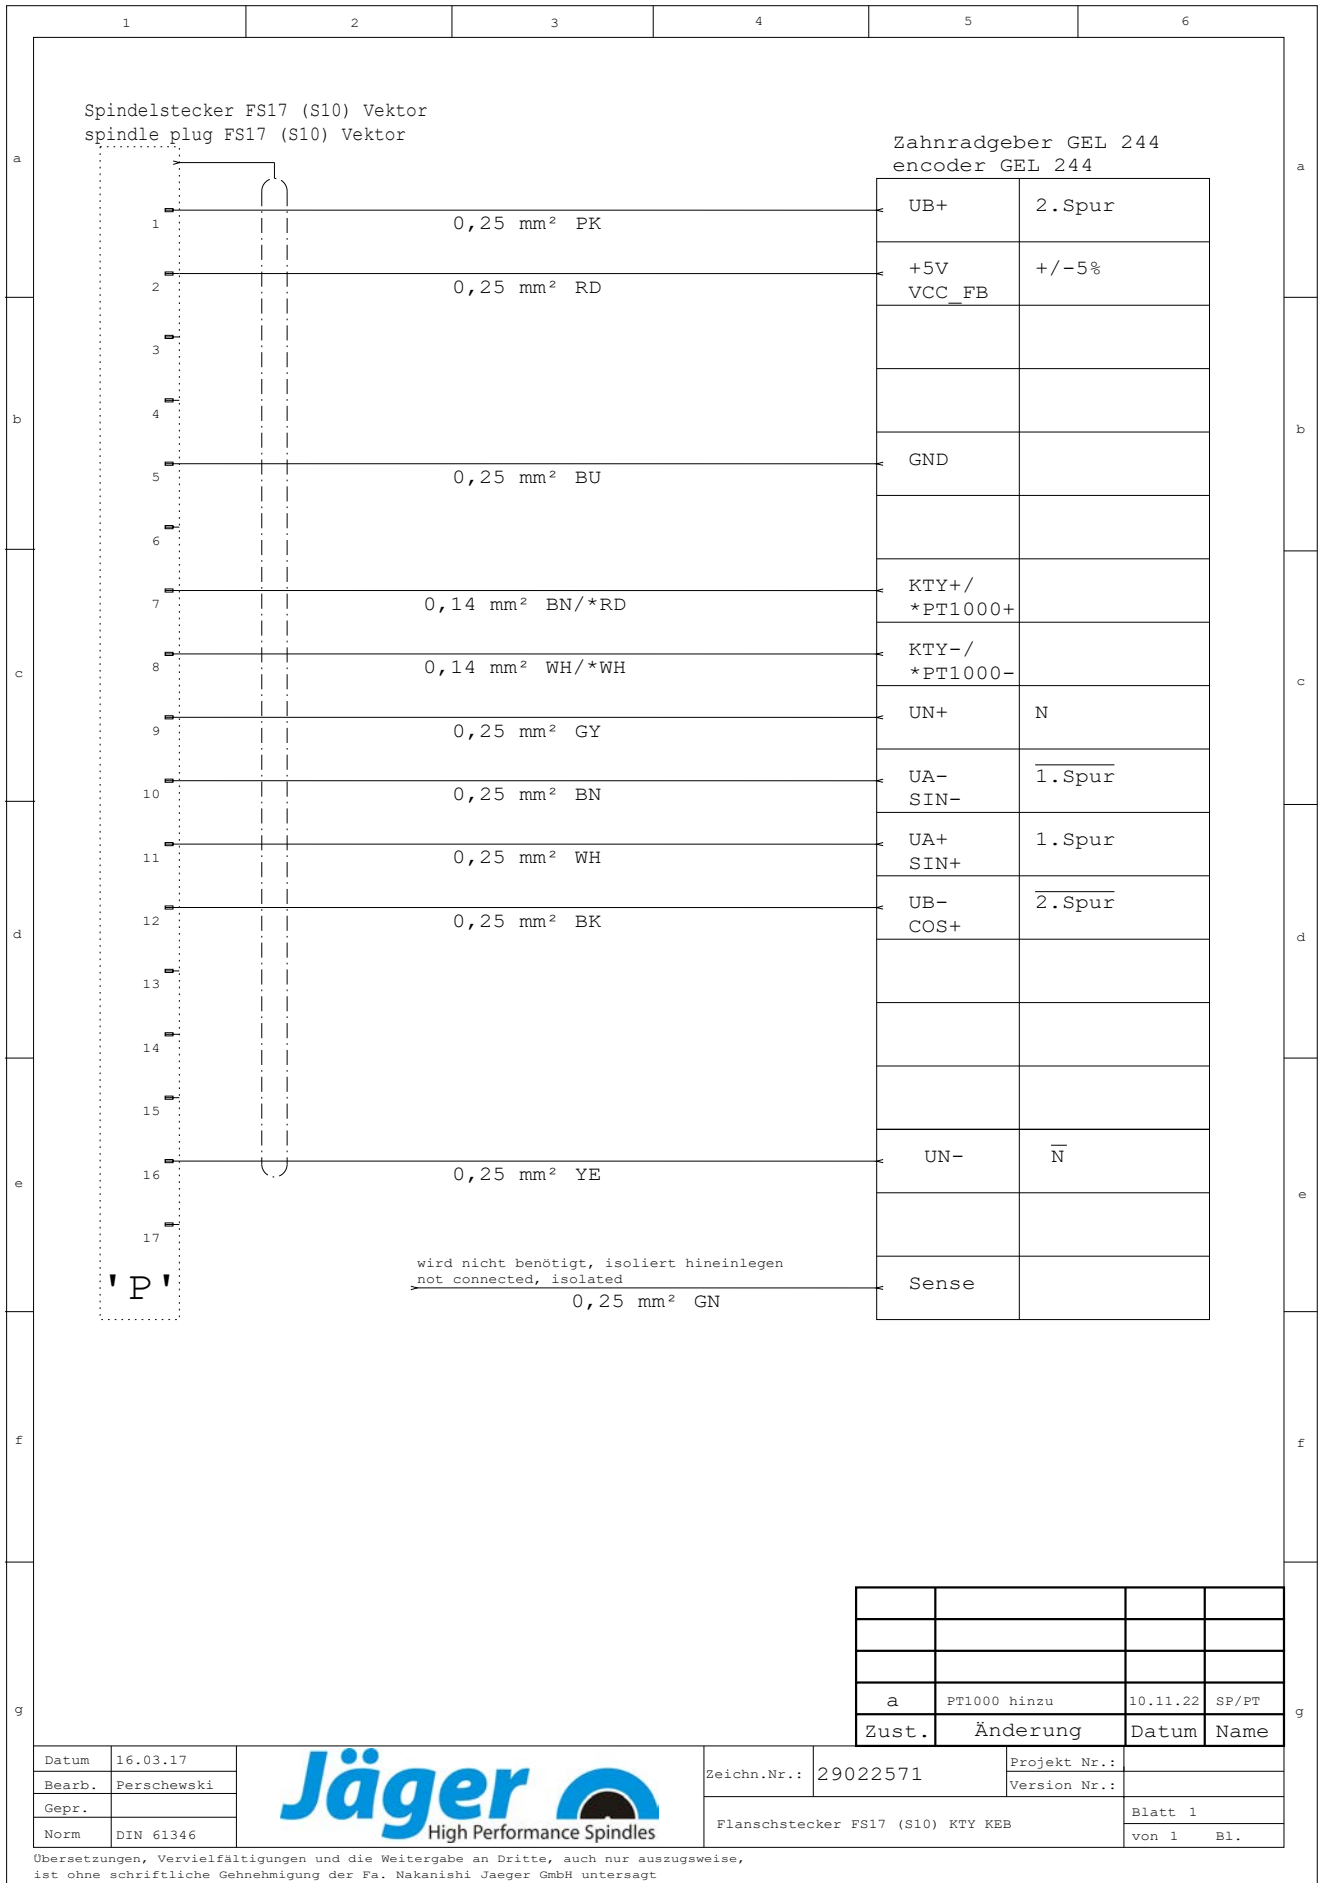 1 2 3 4 5 6
Spindelstecker FS17 (S10) Vektor
spindle plug FS17 (S10) Vektor
Zahnradgeber GEL 244
encoder GEL 244
a a
1 0,25 mm² PK UB+ 2.Spur
2 0,25 mm² RD +5V +/-5%
VCC_FB
3
4
b b
5 0,25 mm² BU GND
6
7 0,14 mm² BN/*RD KTY+/
*PT1000+
8 0,14 mm² WH/*WH KTY-/
*PT1000-
c c
9 0,25 mm² GY UN+ N
10 0,25 mm² BN UA- 1.Spur
SIN-
11 0,25 mm² WH UA+ 1.Spur
SIN+
12 0,25 mm² BK UB- 2.Spur
COS+
d d
13
14
15
16 0,25 mm² YE UN- N
e e
17
wird nicht benötigt, isoliert hineinlegen
not connected, isolated
'P' 0,25 mm² GN Sense
f f
g g
a PT1000 hinzu 10.11.22 SP/PT
Zust. Änderung Datum Name
Datum 16.03.17
Bearb. Perschewski
Gepr.
Norm DIN 61346
Jäger
High Performance Spindles
Zeichn.Nr.: 29022571
Projekt Nr.:
Version Nr.:
Flanschstecker FS17 (S10) KTY KEB
Blatt 1
von 1 Bl.
Übersetzungen, Vervielfältigungen und die Weitergabe an Dritte, auch nur auszugsweise,
ist ohne schriftliche Gehnehmigung der Fa. Nakanishi Jaeger GmbH untersagt